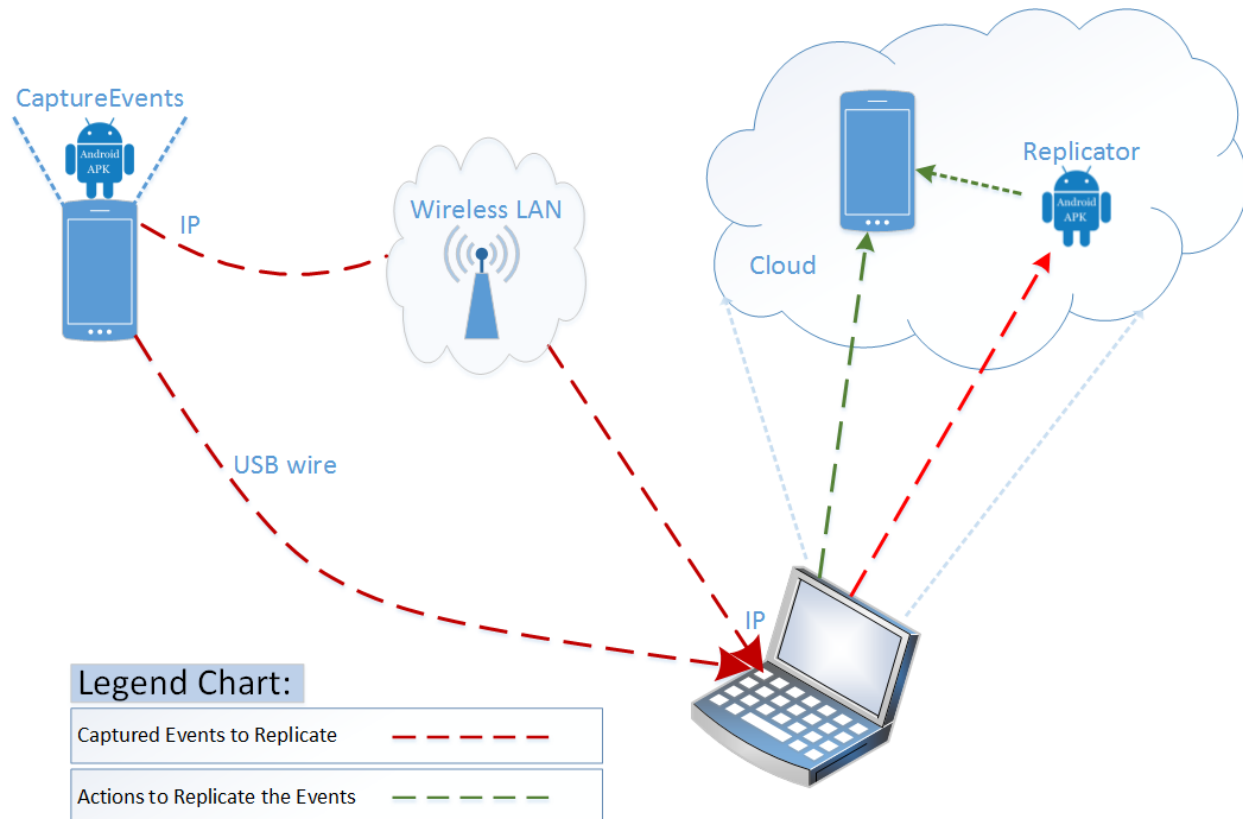 CaptureEvents
Android
APK
IP
Wireless LAN
Replicator
Android
APK
Cloud
USB wire
IP
Legend Chart:
Captured Events to Replicate
Actions to Replicate the Events